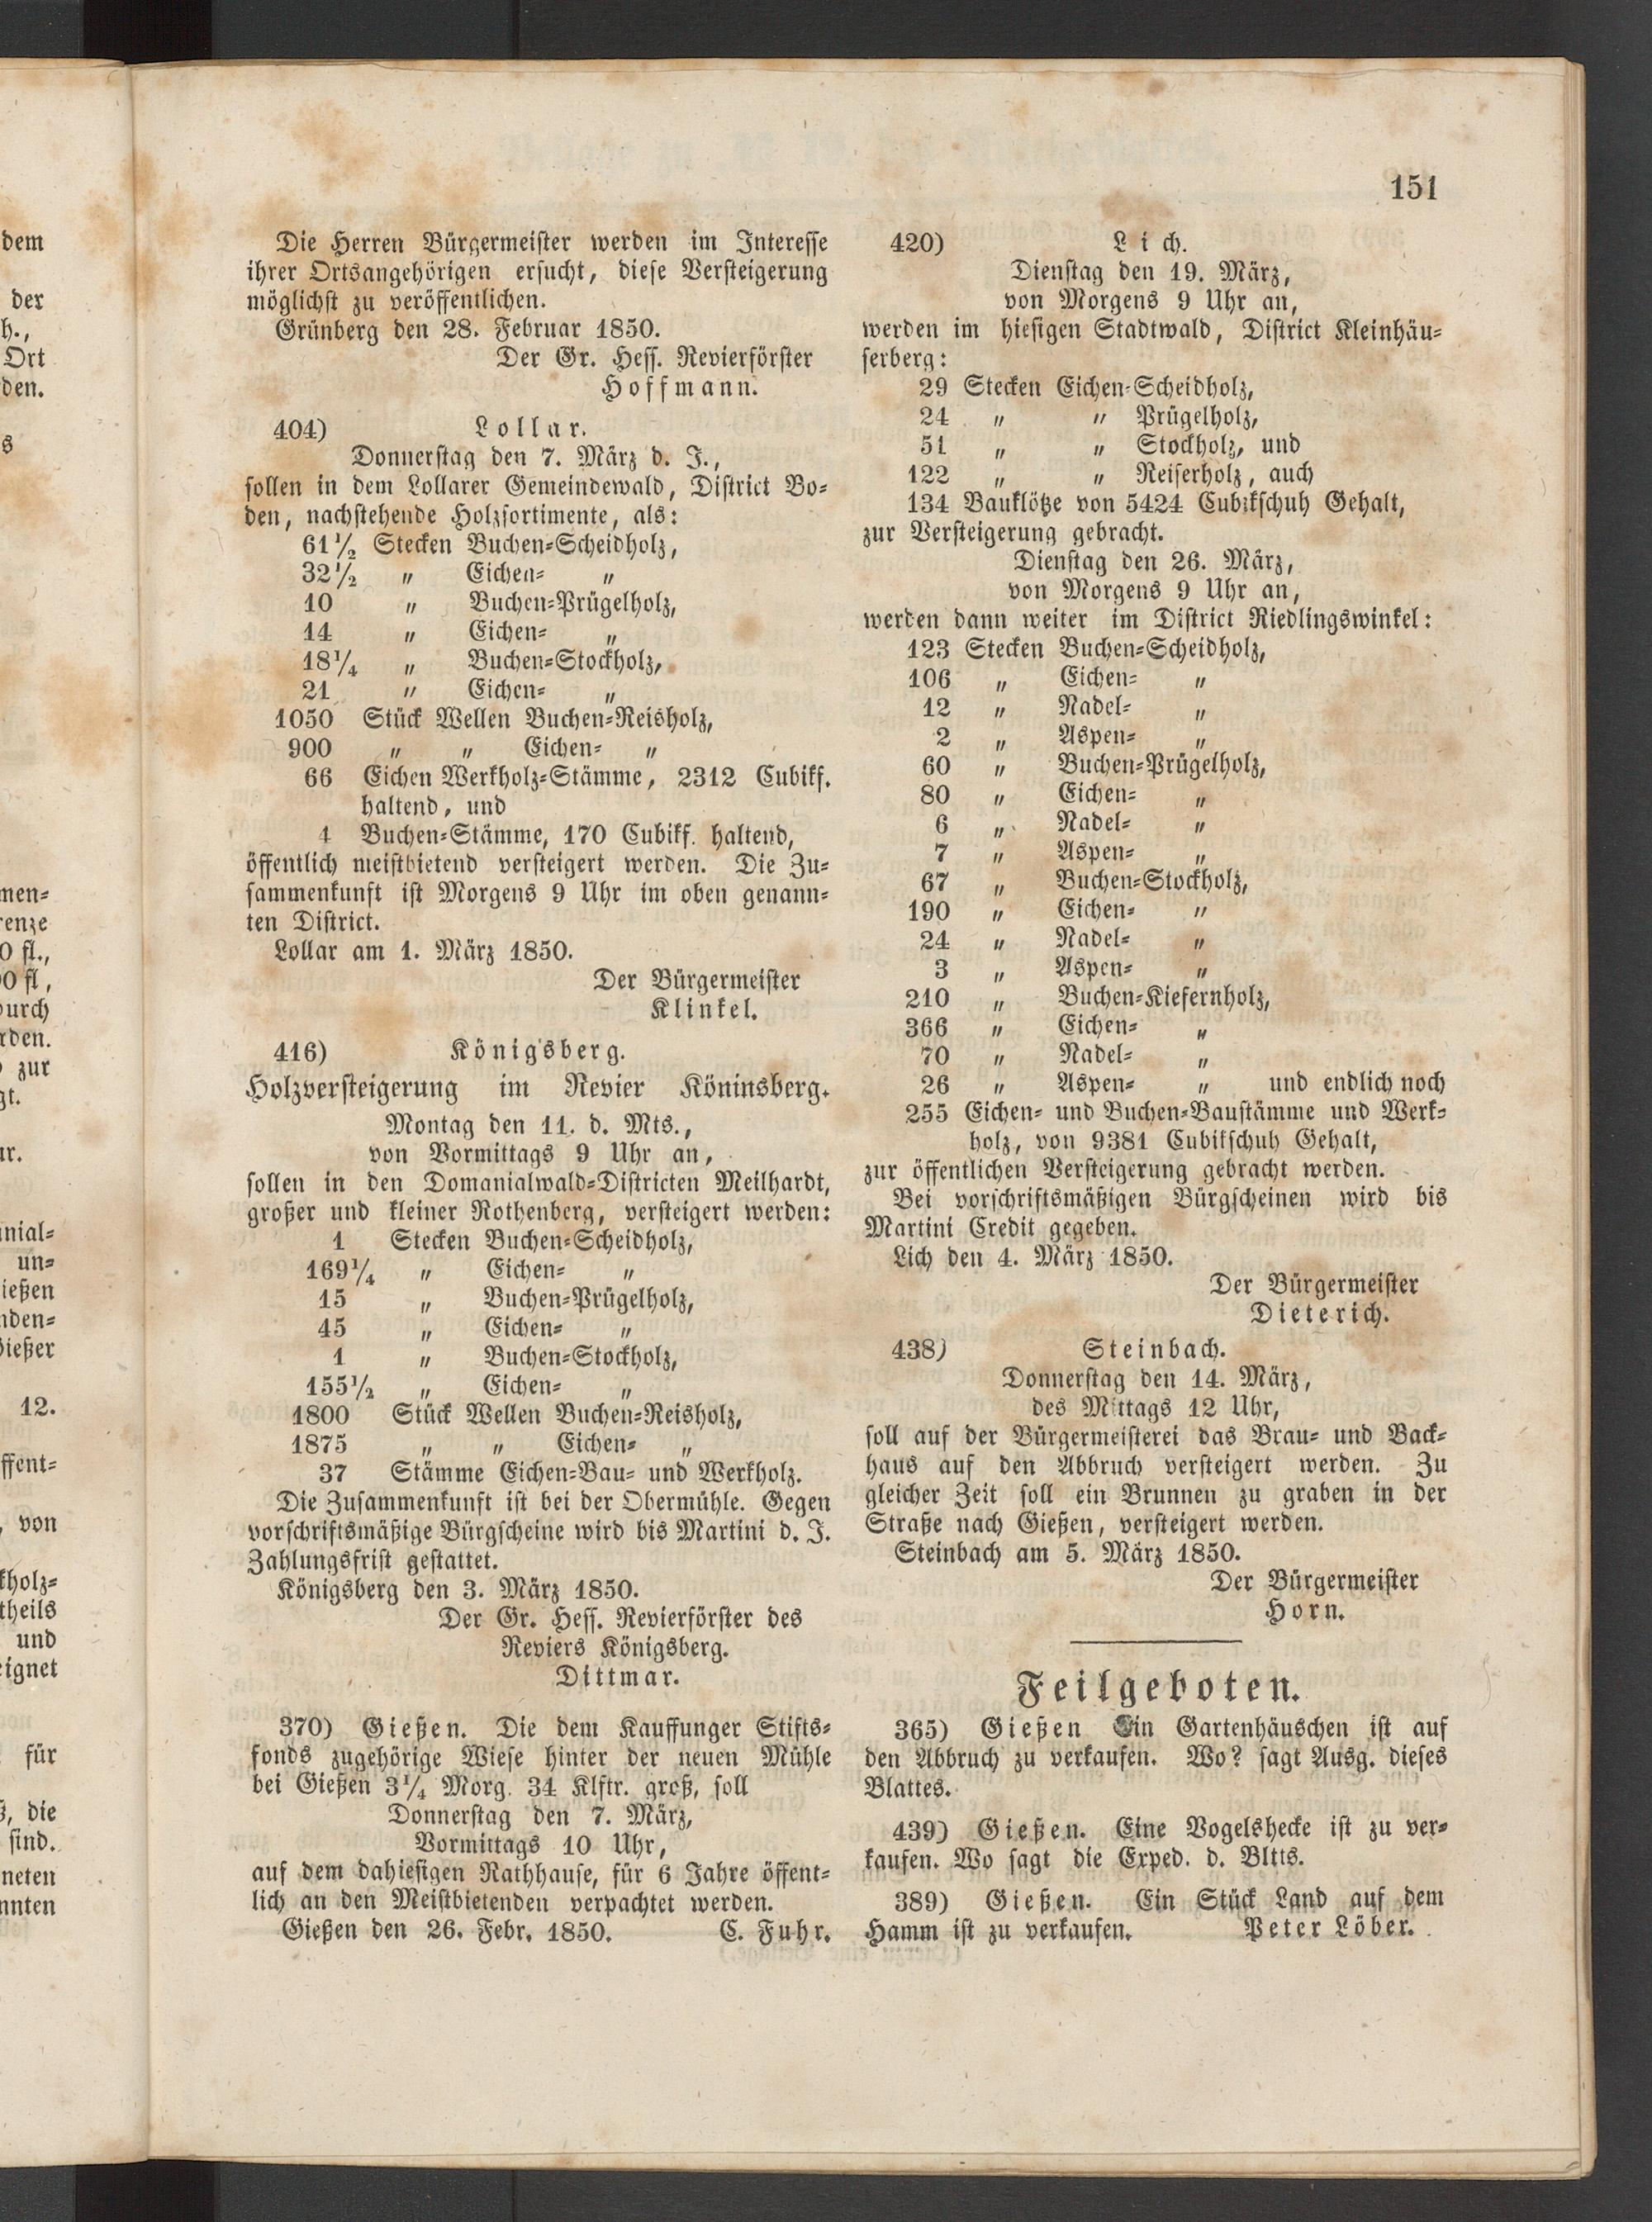 151
Die Herren Bürgermeister werden im Interesse
ihrer Ortsangehörigen ersucht, diese Versteigerung
möglichst zu veröffentlichen.
Grünberg den 28. Februar 1850.
Der Gr. Hess. Revierförster
Hoffmann.
404) Lollar.
Donnerstag den 7. März d. J.,
sollen in dem Lollarer Gemeindewald, District Bo-
den, nachstehende Holzsortimente, als:
61½ Stecken Buchen-Scheidholz,
32½ „ Eichen- „
10 „ Buchen-Prügelholz,
14 „ Eichen- „
18¼ „ Buchen-Stockholz,
21 „ Eichen- „
1050 Stück Wellen Buchen-Reisholz,
900 „ „ Eichen- „
66 Eichen Werkholz-Stämme, 2312 Cubikf.
haltend, und
4 Buchen-Stämme, 170 Cubikf. haltend,
öffentlich meistbietend versteigert werden. Die Zu-
sammenkunft ist Morgens 9 Uhr im oben genann-
ten District.
Lollar am 1. März 1850.
Der Bürgermeister
Klinkel.
416) Königsberg.
Holzversteigerung im Revier Köninsberg.
Montag den 11. d. Mts.,
von Vormittags 9 Uhr an,
sollen in den Domanialwald-Districten Meilhardt,
großer und kleiner Rothenberg, versteigert werden:
1 Stecken Buchen-Scheidholz,
169¼ „ Eichen- „
15 „ Buchen-Prügelholz,
45 „ Eichen- „
1 „ Buchen-Stockholz,
155½ „ Eichen- „
1800 Stück Wellen Buchen-Reisholz,
1875 „ „ Eichen- „
37 Stämme Eichen-Bau- und Werkholz.
Die Zusammenkunft ist bei der Obermühle. Gegen
vorschriftsmäßige Bürgscheine wird bis Martini d. J.
Zahlungsfrist gestattet.
Königsberg den 3. März 1850.
Der Gr. Hess. Revierförster des
Reviers Königsberg.
Dittmar.
370) Gießen. Die dem Kauffunger Stifts-
fonds zugehörige Wiese hinter der neuen Mühle
bei Gießen 3¼ Morg. 34 Klftr. groß, soll
Donnerstag den 7. März,
Vormittags 10 Uhr,
auf dem dahiesigen Rathhause, für 6 Jahre öffent-
lich an den Meistbietenden verpachtet werden.
Gießen den 26. Febr. 1850. C. Fuhr.
420) Lich.
Dienstag den 19. März,
von Morgens 9 Uhr an,
werden im hiesigen Stadtwald, District Kleinhäu-
serberg:
29 Stecken Eichen-Scheidholz,
24 „ „ Prügelholz,
51 „ „ Stockholz, und
122 „ „ Reiserholz, auch
134 Bauklötze von 5424 Cubikschuh Gehalt,
zur Versteigerung gebracht.
Dienstag den 26. März,
von Morgens 9 Uhr an,
werden dann weiter im District Riedlingswinkel:
123 Stecken Buchen-Scheidholz,
106 „ Eichen- „
12 „ Nadel- „
2 „ Aspen- „
60 „ Buchen-Prügelholz,
80 „ Eichen- „
6 „ Nadel- „
7 „ Aspen- „
67 „ Buchen-Stockholz,
190 „ Eichen- „
24 „ Nadel- „
3 „ Aspen- „
210 „ Buchen-Kiefernholz,
366 „ Eichen- „
70 „ Nadel- „
26 „ Aspen- „ und endlich noch
255 Eichen- und Buchen-Baustämme und Werk-
holz, von 9381 Cubikschuh Gehalt,
zur öffentlichen Versteigerung gebracht werden.
Bei vorschriftsmäßigen Bürgscheinen wird bis
Martini Credit gegeben.
Lich den 4. März 1850.
Der Bürgermeister
Dieterich.
438) Steinbach.
Donnerstag den 14. März,
des Mittags 12 Uhr,
soll auf der Bürgermeisterei das Brau- und Back-
haus auf den Abbruch versteigert werden. Zu
gleicher Zeit soll ein Brunnen zu graben in der
Straße nach Gießen, versteigert werden.
Steinbach am 5. März 1850.
Der Bürgermeister
Horn.
Feilgeboten.
365) Gießen Ein Gartenhäuschen ist auf
den Abbruch zu verkaufen. Wo? sagt Ausg. dieses
Blattes.
439) Gießen. Eine Vogelshecke ist zu ver-
kaufen. Wo sagt die Exped. d. Bltts.
389) Gießen. Ein Stück Land auf dem
Hamm ist zu verkaufen. Peter Löber.